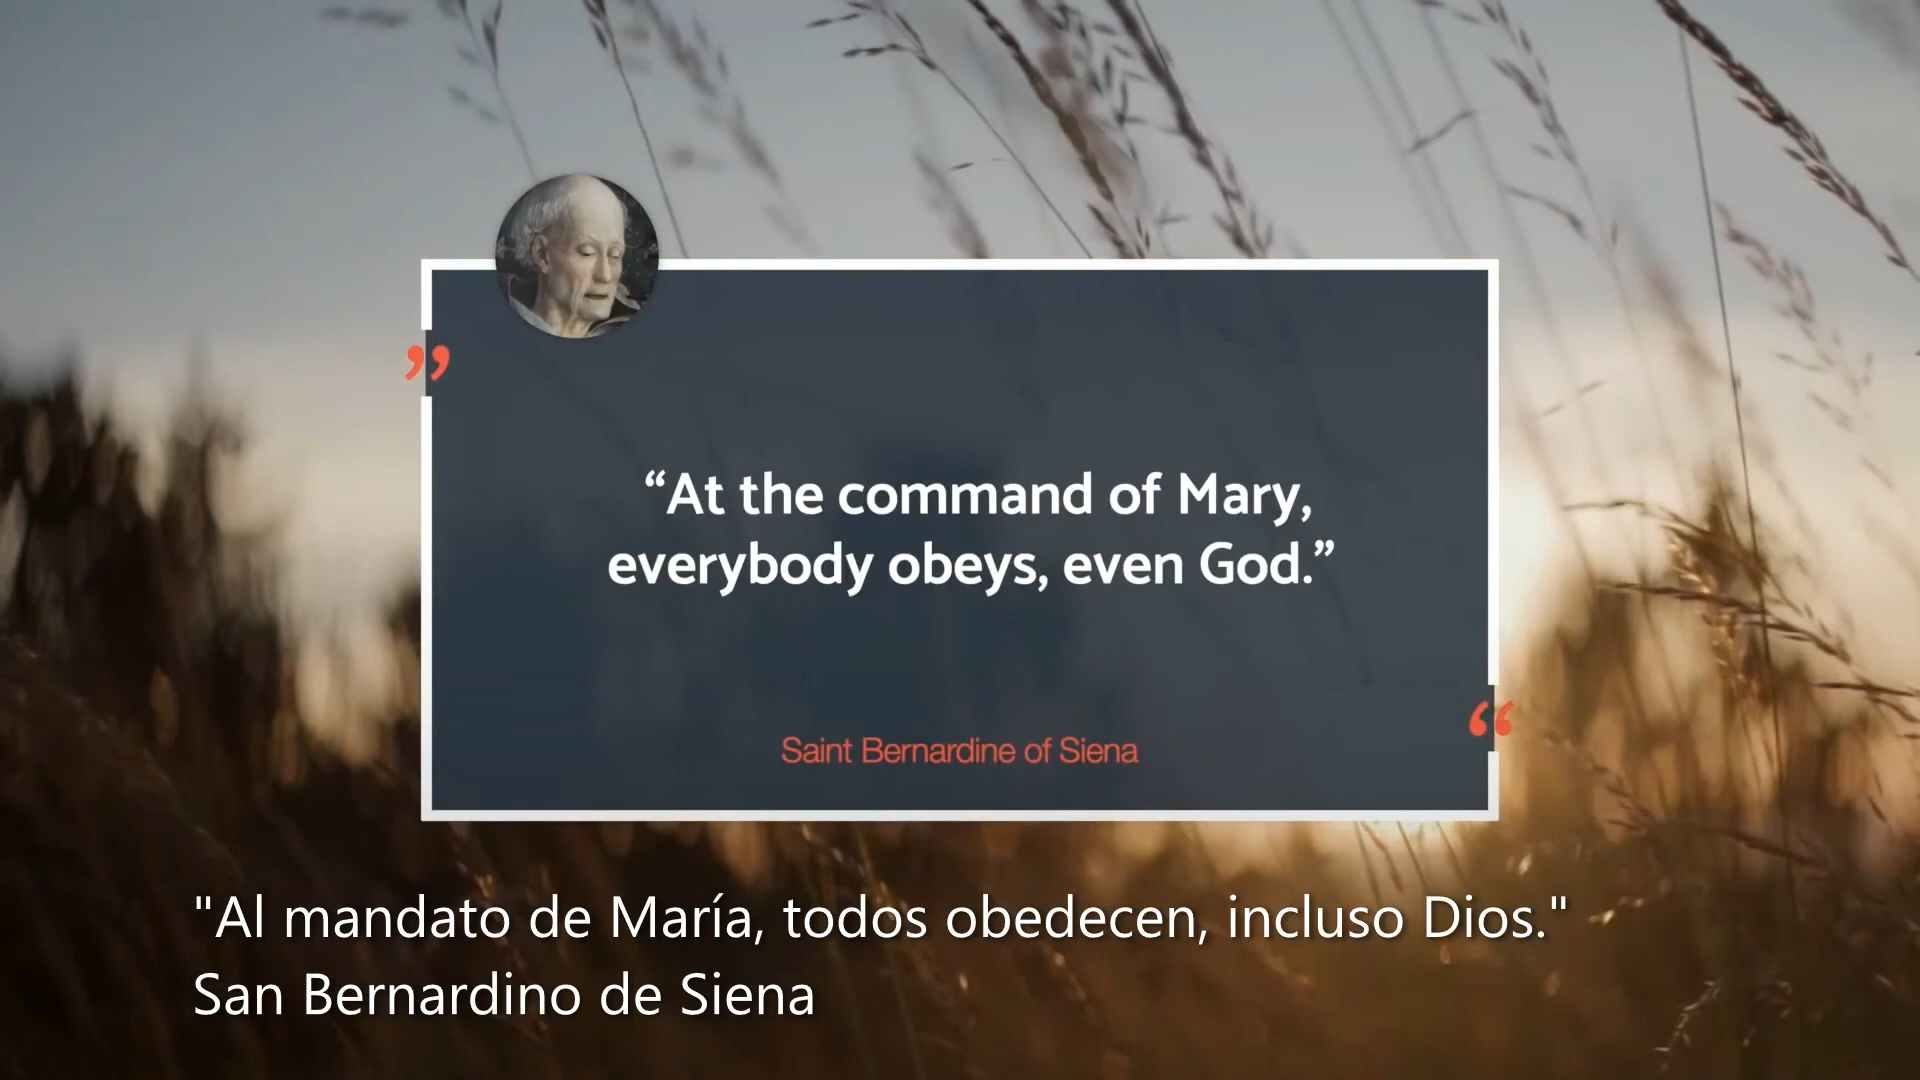 ”
“At the command of Mary,
everybody obeys, even God.”
“
Saint Bernardine of Siena
"Al mandato de María, todos obedecen, incluso Dios."
San Bernardino de Siena